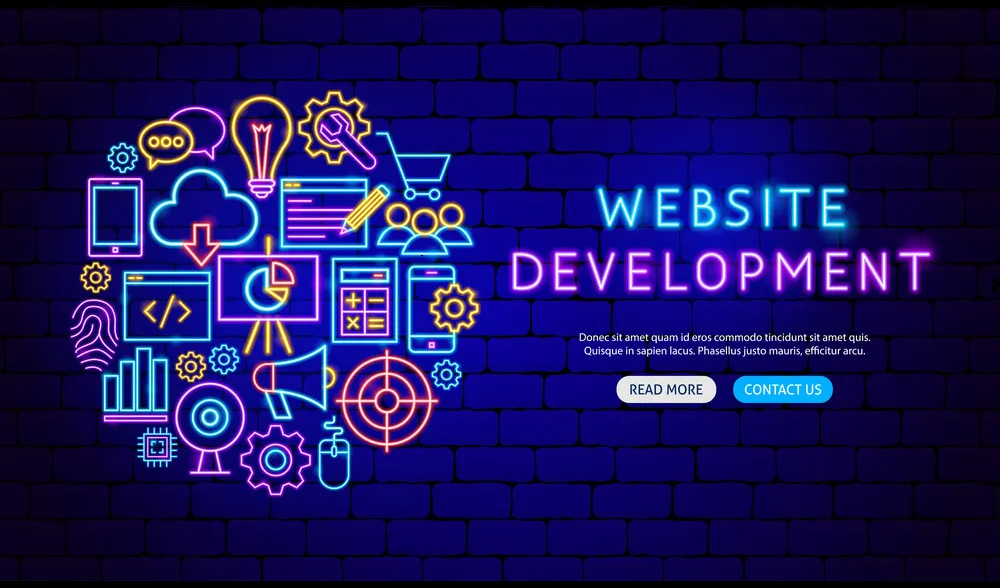 WEBSITE
DEVELOPMENT
Donec sit amet quam id eros commodo tincidunt sit amet quis.
Quisque in sapien lacus. Phasellus justo mauris, efficitur arcu.
READ MORE
CONTACT US